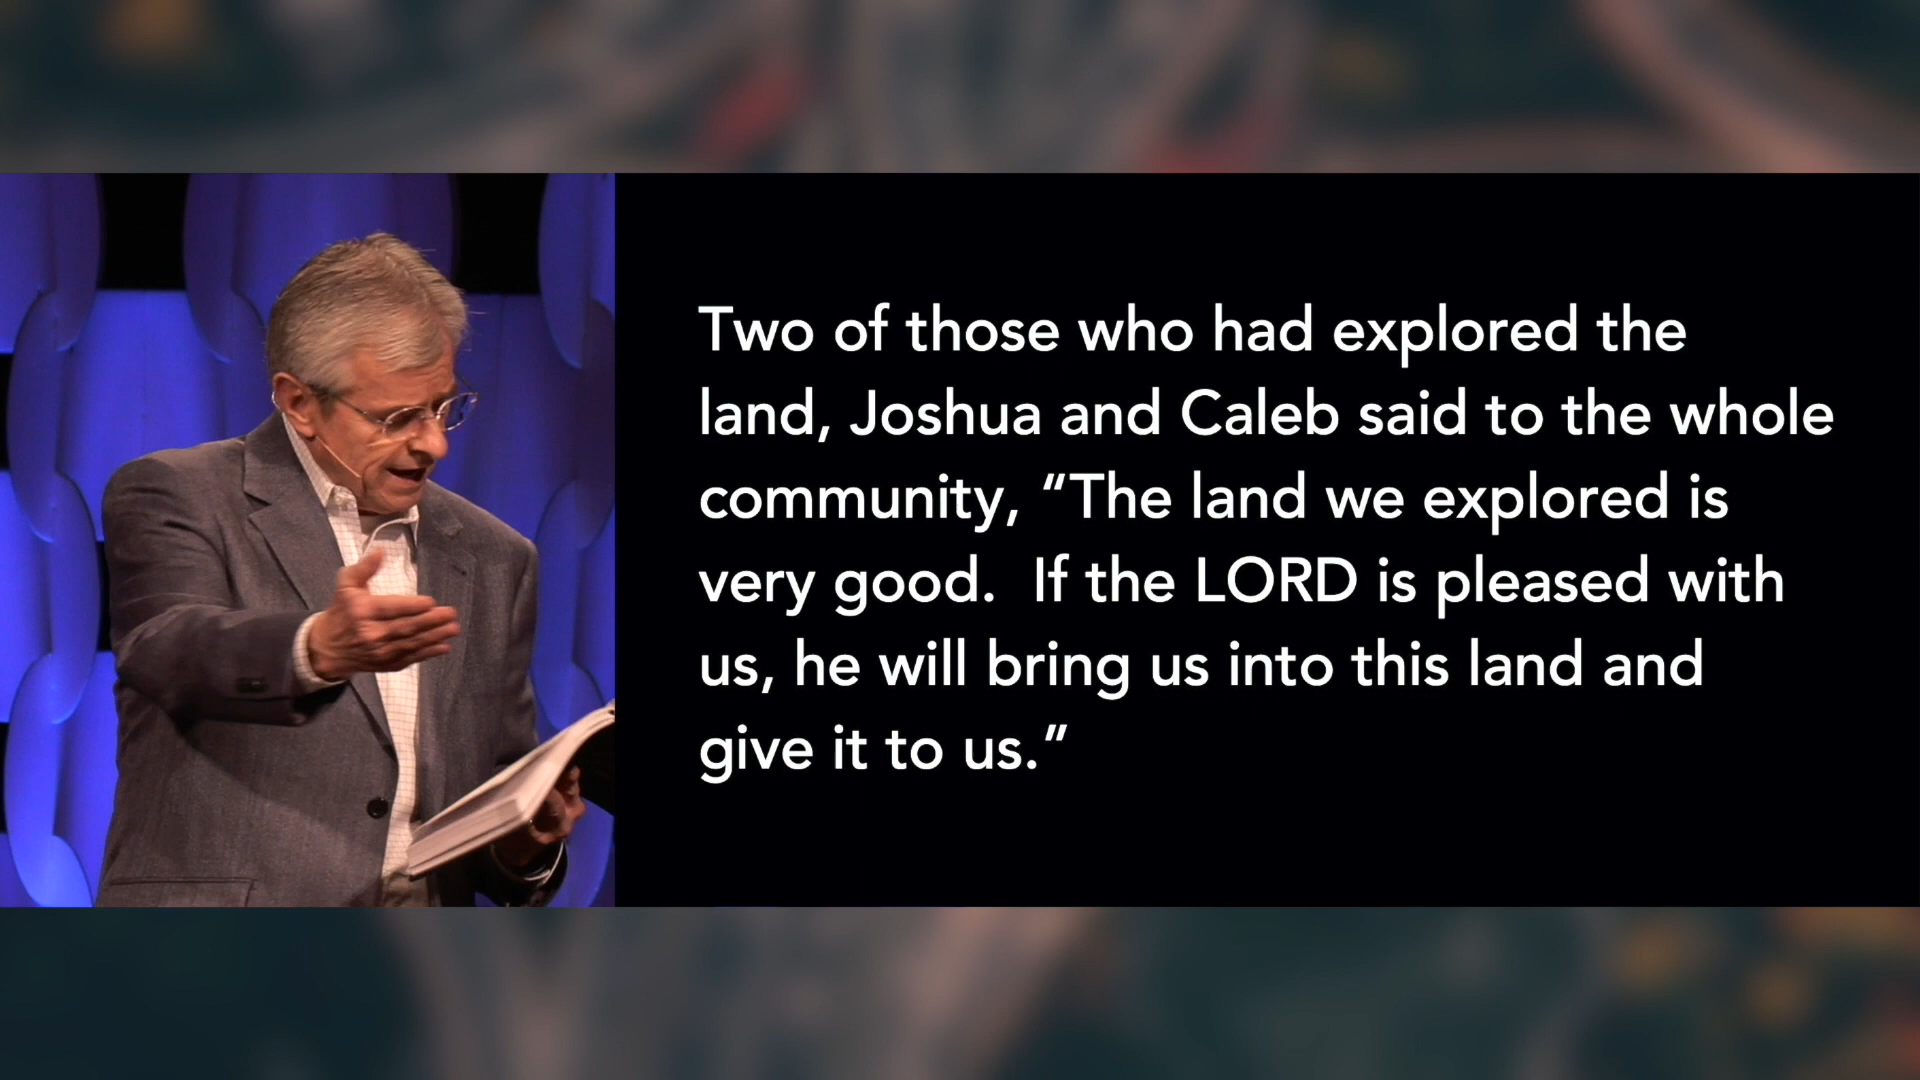 Two of those who had explored the
land, Joshua and Caleb said to the whole
community, “The land we explored is
very good.  If the LORD is pleased with
us, he will bring us into this land and
give it to us.”